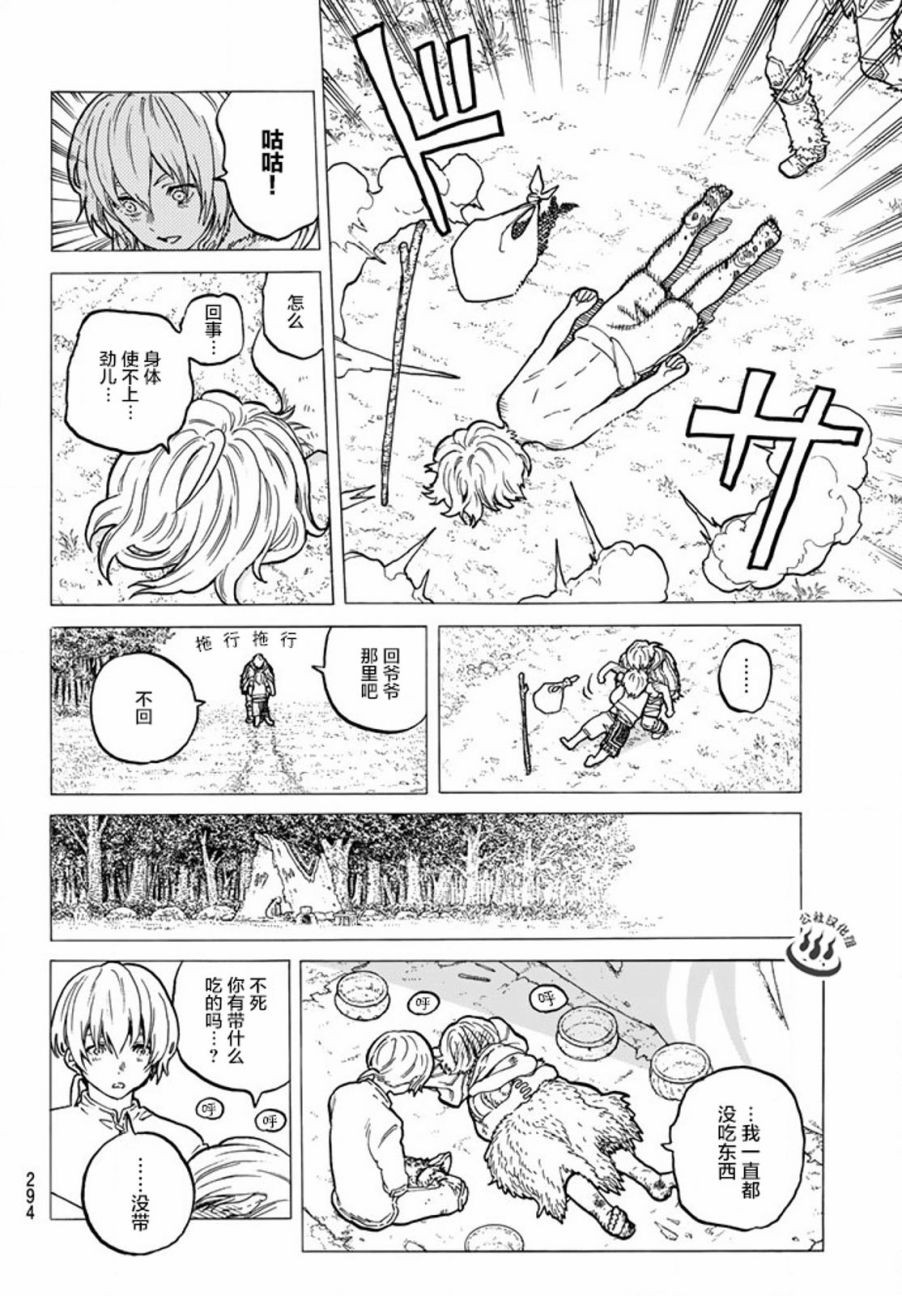 ドサ
咕咕！
怎么
回事…
身体
使不上…
劲儿…
……
回爷爷
那里吧
拖行拖行
不回
公社汉化组
呼
呼
…我一直都
没吃东西
不死
你有带什么
吃的吗…？
呼
呼
……没带
294